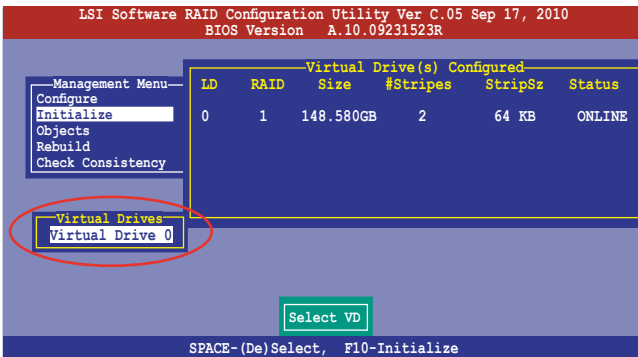 LSI Software RAID Configuration Utility Ver C.05 Sep 17, 2010
BIOS Version A.10.09231523R
Management Menu
Configure
Initialize
Objects
Rebuild
Check Consistency
Virtual Drive(s) Configured
LD RAID Size #Stripes StripSz Status
0 1 148.580GB 2 64 KB ONLINE
Virtual Drives
Virtual Drive 0
Select VD
SPACE-(De)Select, F10-Initialize